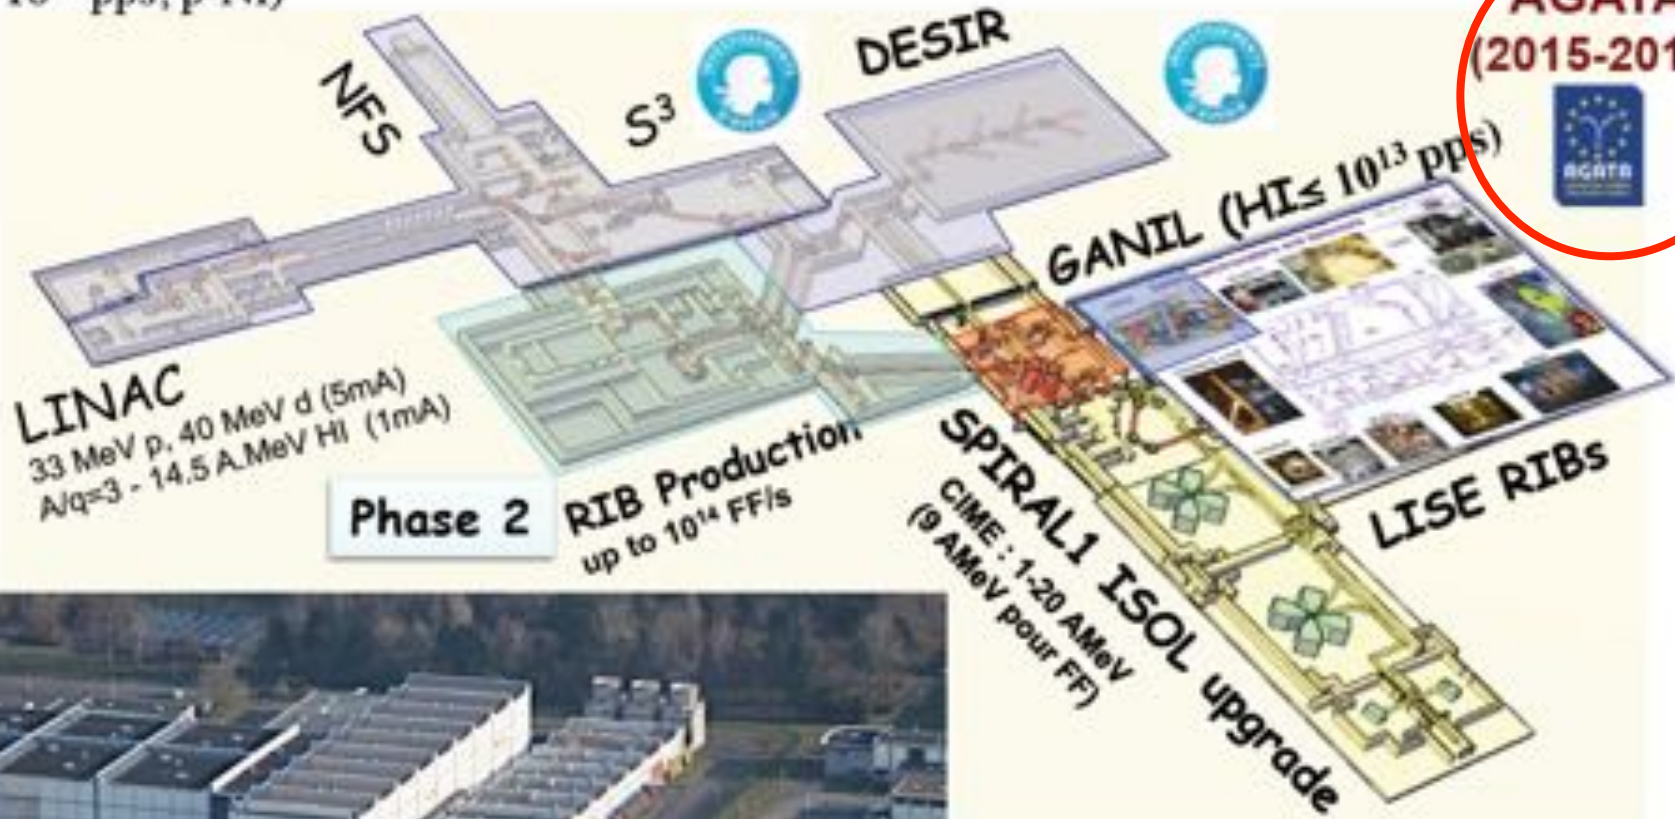 AGATA
(2015-201
AGATA
NFS
S³
DESIR
GANIL (HI≤ 10¹³ pps)
LINAC
33 MeV p, 40 MeV d (5mA)
A/q=3 - 14.5 A.MeV HI (1mA)
Phase 2
RIB Production
up to 10¹⁴ FF/s
SPIRAL1 ISOL upgrade
CIME : 1-20 AMeV
(9 AMeV pour FF)
LISE RIBs